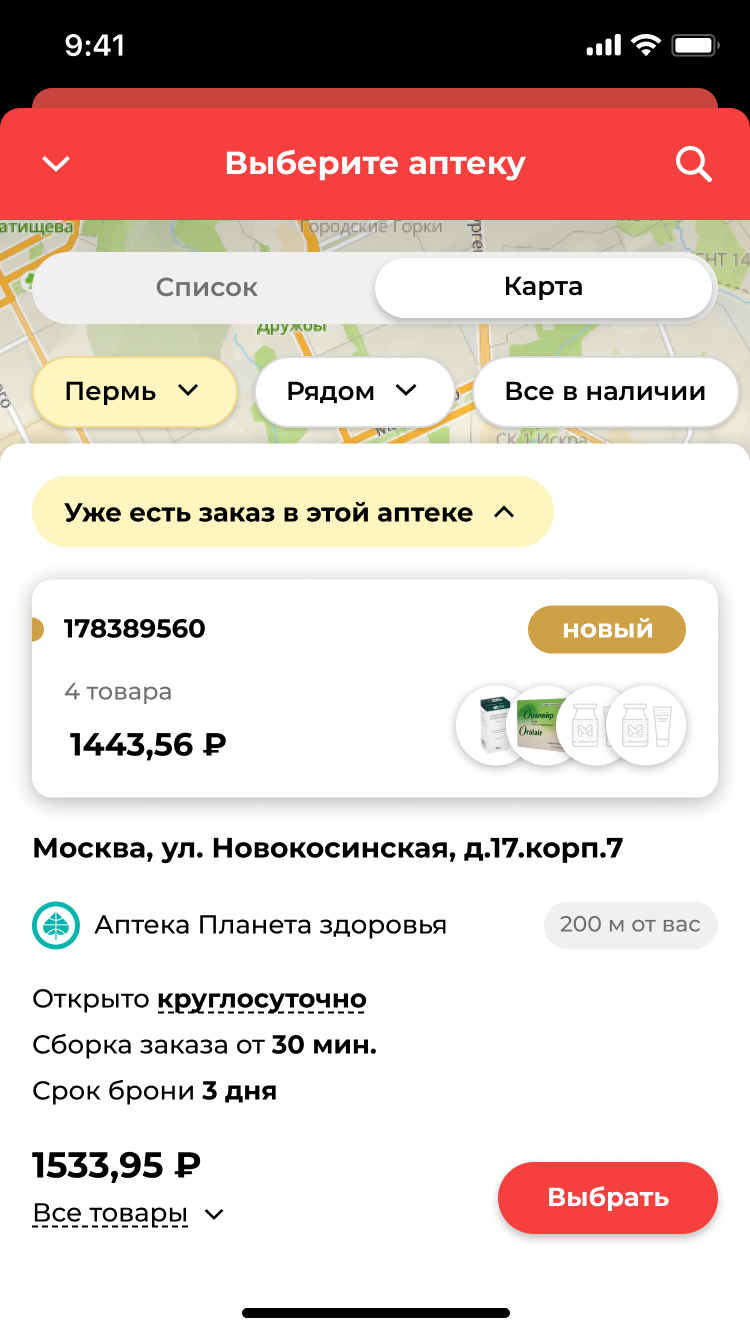 9:41
Выберите аптеку
атищева
Городские Горки
СНТ 14
Список
Карта
Дружбы
Пермь
Рядом
Все в наличии
СК 1 Искра
Уже есть заказ в этой аптеке
178389560
новый
4 товара
Оралейр
Oralair
1443,56 ₽
Москва, ул. Новокосинская, д.17.корп.7
Аптека Планета здоровья
200 м от вас
Открыто круглосуточно
Сборка заказа от 30 мин.
Срок брони 3 дня
1533,95 ₽
Все товары
Выбрать